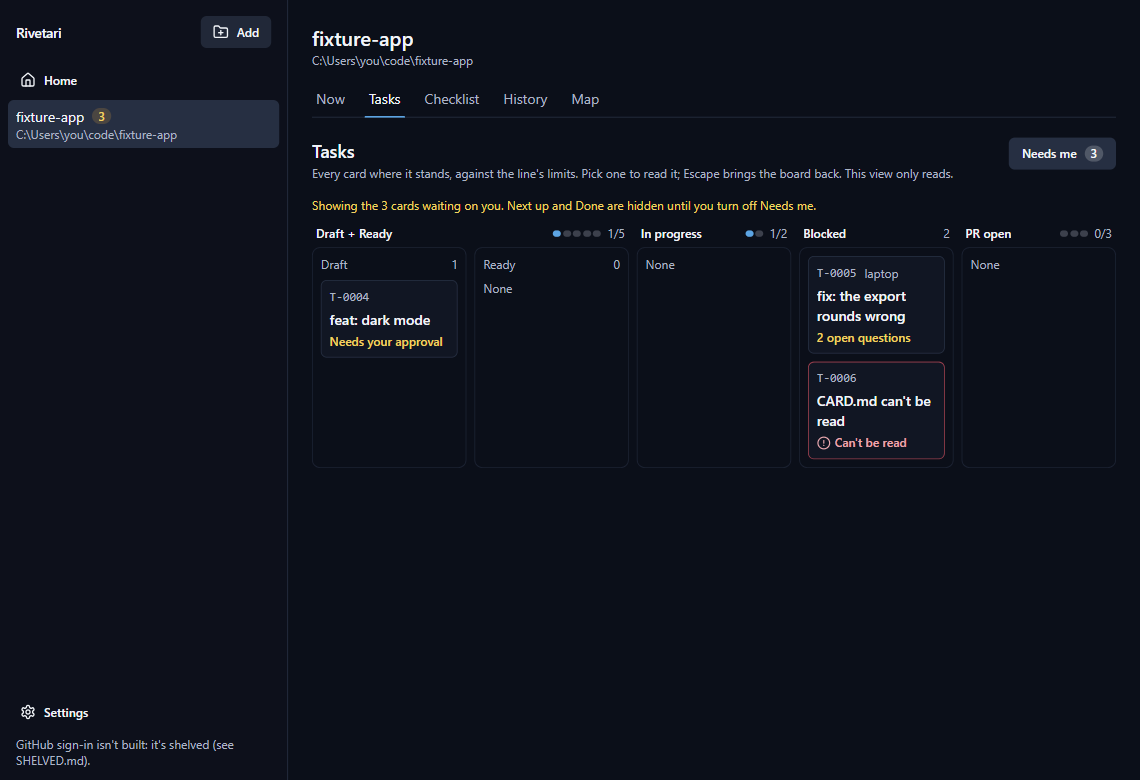 Rivetari
Add
Home
fixture-app 3
C:\Users\you\code\fixture-app
Settings
GitHub sign-in isn't built: it's shelved (see
SHELVED.md).
fixture-app
C:\Users\you\code\fixture-app
Now Tasks Checklist History Map
Tasks
Every card where it stands, against the line's limits. Pick one to read it; Escape brings the board back. This view only reads.
Needs me 3
Showing the 3 cards waiting on you. Next up and Done are hidden until you turn off Needs me.
Draft + Ready 1/5
Draft 1
T-0004
feat: dark mode
Needs your approval
Ready 0
None
In progress 1/2
None
Blocked 2
T-0005 laptop
fix: the export
rounds wrong
2 open questions
T-0006
CARD.md can't be
read
Can't be read
PR open 0/3
None